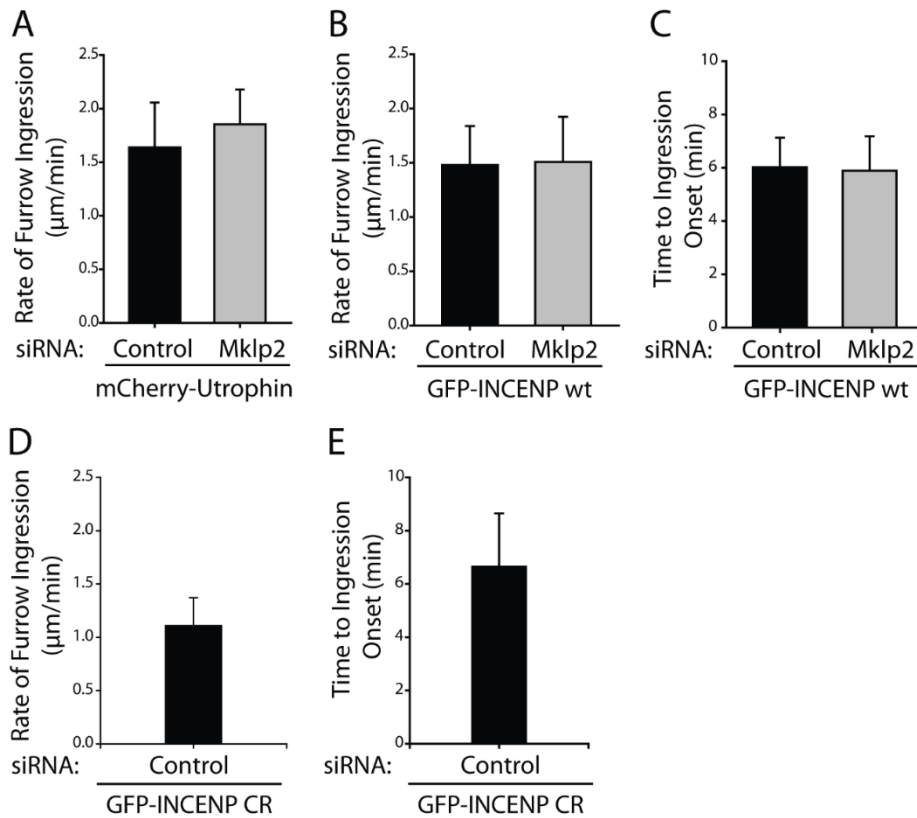 A
Rate of Furrow Ingression
(µm/min)
2.5
2.0
1.5
1.0
0.5
0.0
siRNA: Control Mklp2
mCherry-Utrophin
B
Rate of Furrow Ingression
(µm/min)
2.5
2.0
1.5
1.0
0.5
0.0
siRNA: Control Mklp2
GFP-INCENP wt
C
Time to Ingression
Onset (min)
10
8
6
4
2
0
siRNA: Control Mklp2
GFP-INCENP wt
D
Rate of Furrow Ingression
(µm/min)
2.5
2.0
1.5
1.0
0.5
0.0
siRNA: Control
GFP-INCENP CR
E
Time to Ingression
Onset (min)
10
8
6
4
2
0
siRNA: Control
GFP-INCENP CR